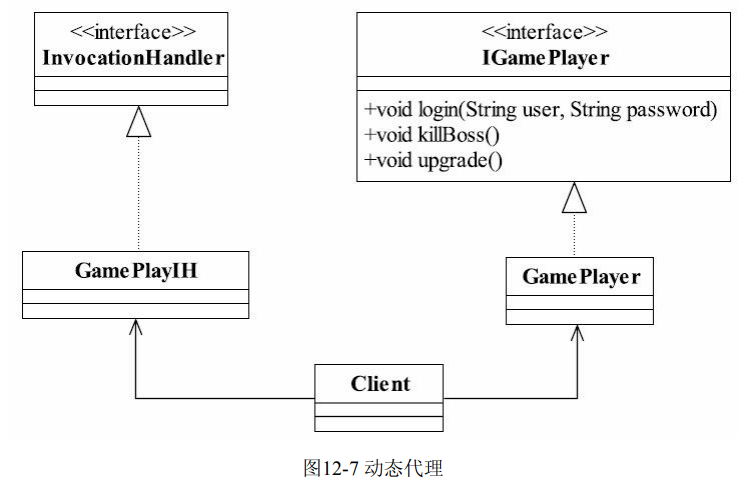 <<interface>>
InvocationHandler
<<interface>>
IGamePlayer
+void login(String user, String password)
+void killBoss()
+void upgrade()
GamePlayIH
GamePlayer
Client
图12-7 动态代理